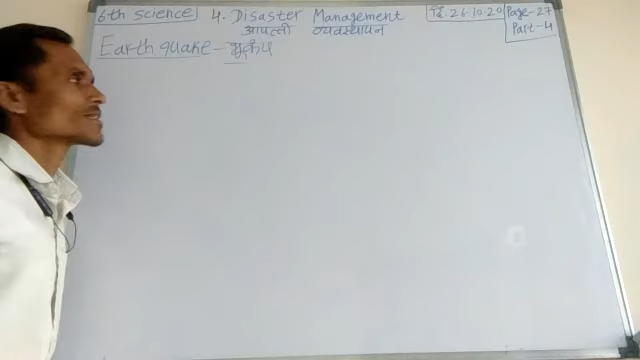 6th Science 4. Disaster Management दि. 26.10.20 Page-27
आपत्ती व्यवस्थापन Part-4
Earth quake - भूकंप